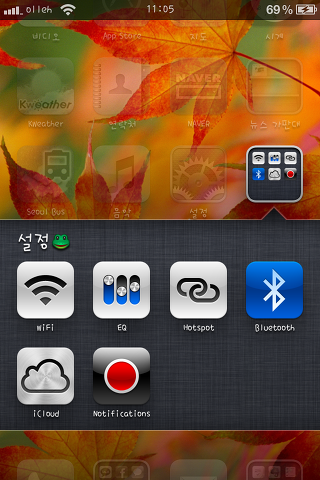 olleh 11:05 69%
비디오 App Store 지도 시계
Kweather
KWeather 연락처 NAVER 뉴스 가판대
NAVER
Seoul Bus 음악 설정
설정
WiFi EQ Hotspot Bluetooth
iCloud Notifications